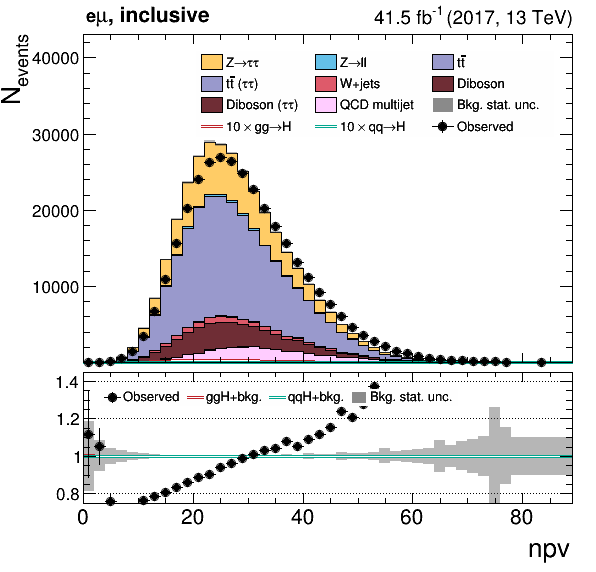 eμ, inclusive 41.5 fb⁻¹ (2017, 13 TeV)
N_events
40000
30000
20000
10000
Z→ττ Z→ll tt̄
tt̄ (ττ) W+jets Diboson
Diboson (ττ) QCD multijet Bkg. stat. unc.
10 × gg→H 10 × qq→H Observed
1.4
1.2
1
0.8
Observed ggH+bkg. qqH+bkg. Bkg. stat. unc.
0 20 40 60 80
npv